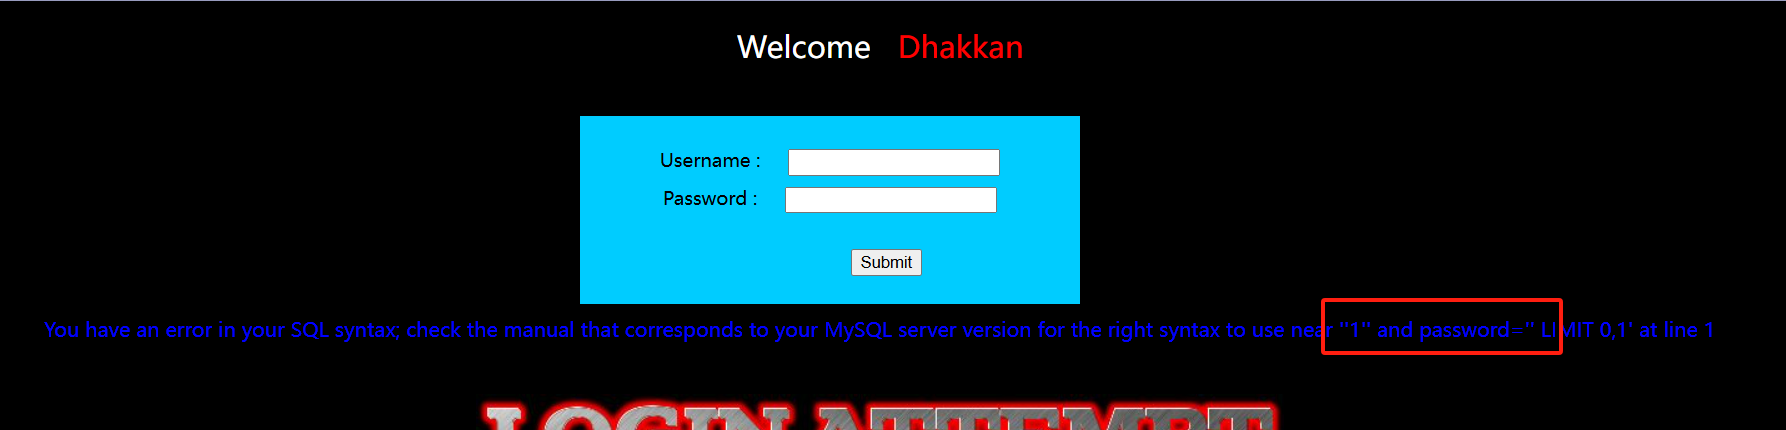 Welcome Dhakkan
Username :
Password :
Submit
You have an error in your SQL syntax; check the manual that corresponds to your MySQL server version for the right syntax to use near ''1'' and password='' LIMIT 0,1' at line 1
LOGIN ATTEMPT